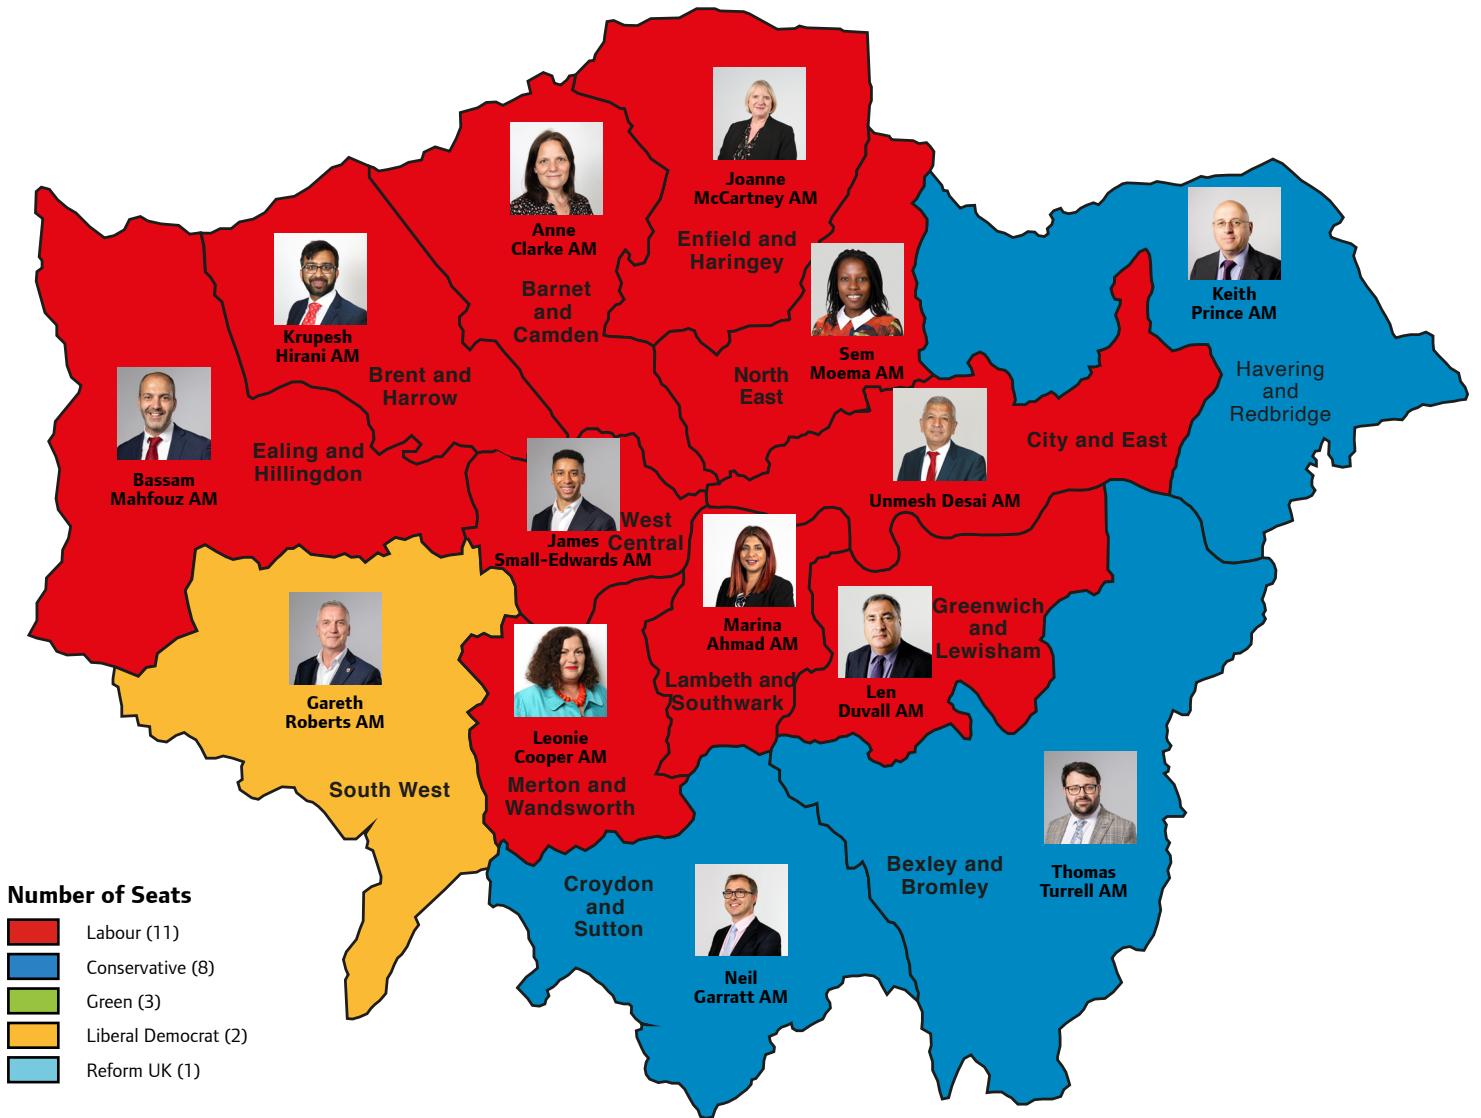 Joanne
McCartney AM
Enfield and
Haringey
Anne
Clarke AM
Barnet
and
Camden
Krupesh
Hirani AM
Brent and
Harrow
Sem
Moema AM
North
East
Keith
Prince AM
Havering
and
Redbridge
Bassam
Mahfouz AM
Ealing and
Hillingdon
Unmesh Desai AM
City and East
James
Small-Edwards AM
West
Central
Marina
Ahmad AM
Lambeth and
Southwark
Len
Duvall AM
Greenwich
and
Lewisham
Gareth
Roberts AM
South West
Leonie
Cooper AM
Merton and
Wandsworth
Thomas
Turrell AM
Bexley and
Bromley
Croydon
and
Sutton
Neil
Garratt AM
Number of Seats
Labour (11)
Conservative (8)
Green (3)
Liberal Democrat (2)
Reform UK (1)